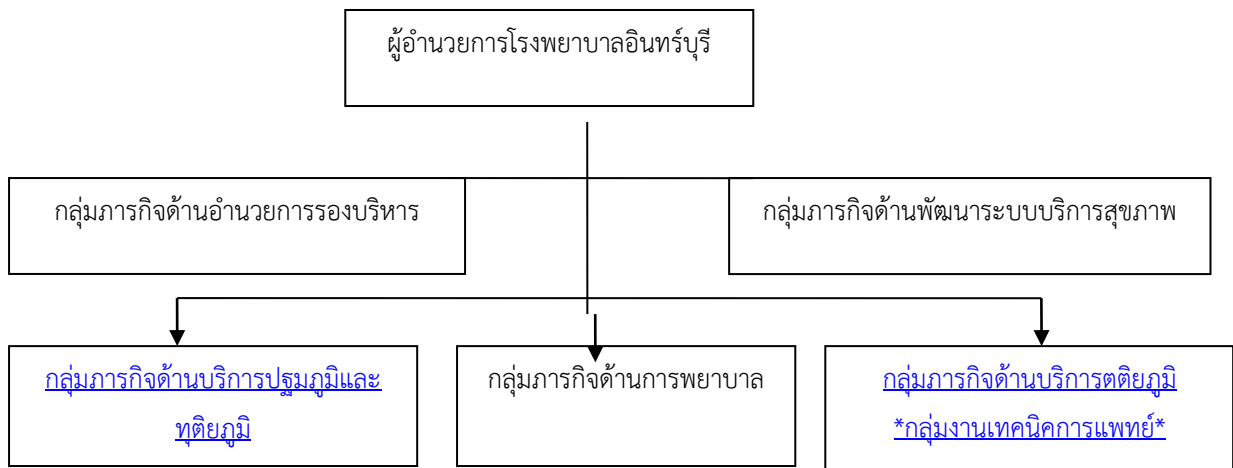 ผู้อำนวยการโรงพยาบาลอินทร์บุรี
กลุ่มภารกิจด้านอำนวยการรองบริหาร
กลุ่มภารกิจด้านพัฒนาระบบบริการสุขภาพ
กลุ่มภารกิจด้านบริการปฐมภูมิและ
ทุติยภูมิ
กลุ่มภารกิจด้านการพยาบาล
กลุ่มภารกิจด้านบริการตติยภูมิ
*กลุ่มงานเทคนิคการแพทย์*